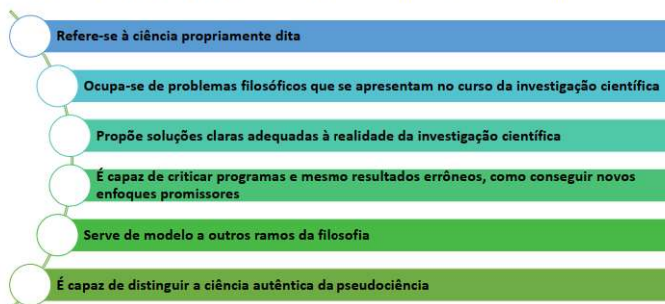 Refere-se à ciência propriamente dita
Ocupa-se de problemas filosóficos que se apresentam no curso da investigação científica
Propõe soluções claras adequadas à realidade da investigação científica
É capaz de criticar programas e mesmo resultados errôneos, como conseguir novos
enfoques promissores
Serve de modelo a outros ramos da filosofia
É capaz de distinguir a ciência autêntica da pseudociência